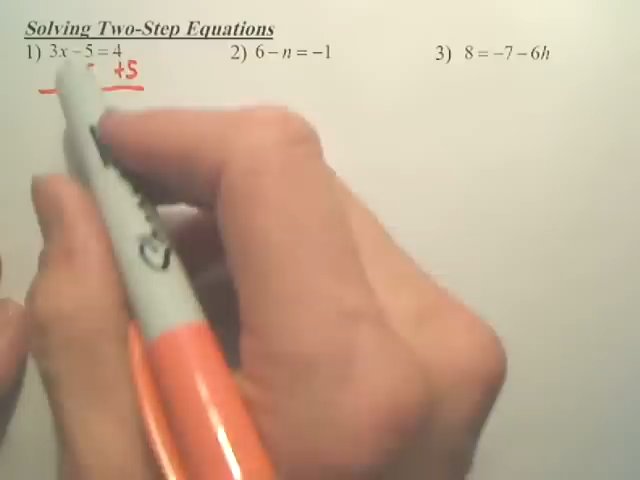 Solving Two-Step Equations
1) 3x – 5 = 4 2) 6 – n = –1 3) 8 = –7 – 6h
+5